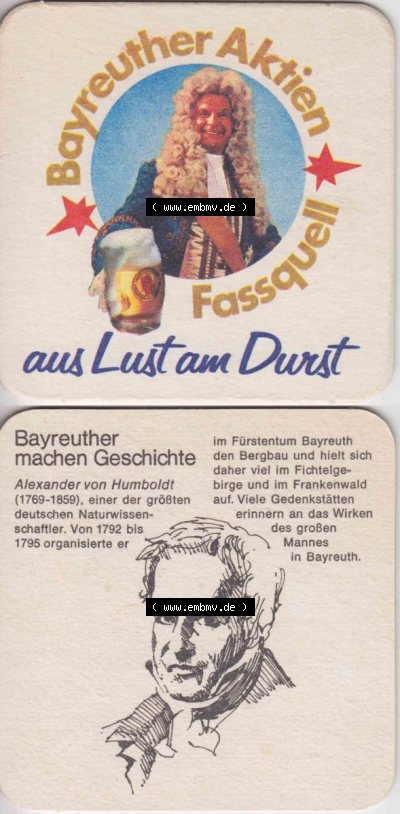 Bayreuther Aktien
Fassquell
( www.embmv.de )
aus Lust am Durst
Bayreuther
machen Geschichte
Alexander von Humboldt
(1769-1859), einer der größten
deutschen Naturwissen-
schaftler. Von 1792 bis
1795 organisierte er
im Fürstentum Bayreuth
den Bergbau und hielt sich
daher viel im Fichtelge-
birge und im Frankenwald
auf. Viele Gedenkstätten
erinnern an das Wirken
des großen
Mannes
in Bayreuth.
( www.embmv.de )